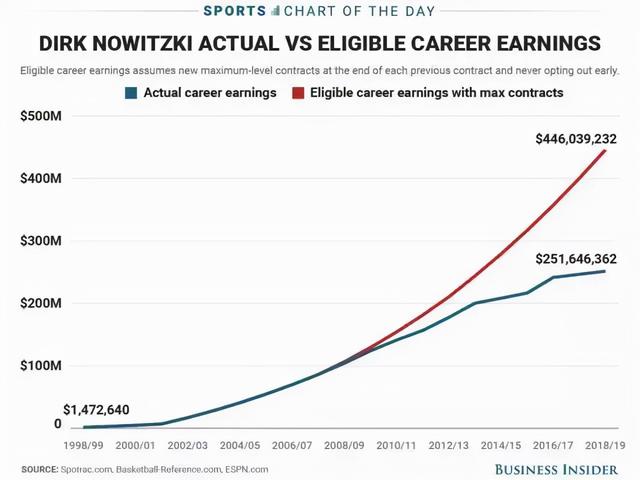 SPORTS CHART OF THE DAY
DIRK NOWITZKI ACTUAL VS ELIGIBLE CAREER EARNINGS
Eligible career earnings assumes new maximum-level contracts at the end of each previous contract and never opting out early.
Actual career earnings Eligible career earnings with max contracts
$500M
$446,039,232
$400M
$300M
$251,646,362
$200M
$100M
$1,472,640
0
1998/99 2000/01 2002/03 2004/05 2006/07 2008/09 2010/11 2012/13 2014/15 2016/17 2018/19
SOURCE: Spotrac.com, Basketball-Reference.com, ESPN.com
BUSINESS INSIDER